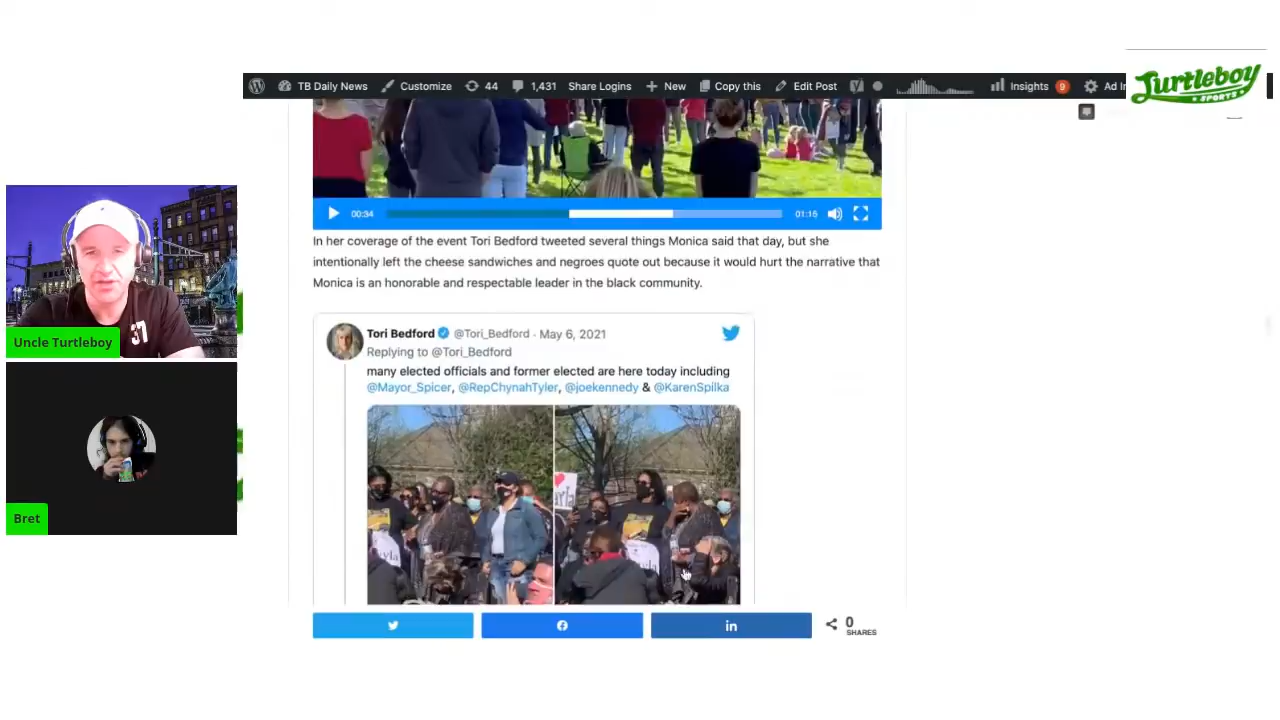 Turtleboy
SPORTS
TB Daily News Customize 44 1,431 Share Logins New Copy this Edit Post Insights 9 Ad In
00:34 01:15
In her coverage of the event Tori Bedford tweeted several things Monica said that day, but she
intentionally left the cheese sandwiches and negroes quote out because it would hurt the narrative that
Monica is an honorable and respectable leader in the black community.
Tori Bedford @Tori_Bedford · May 6, 2021
Replying to @Tori_Bedford
many elected officials and former elected are here today including
@Mayor_Spicer, @RepChynahTyler, @joekennedy & @KarenSpilka
37
Uncle Turtleboy
Bret
0
SHARES